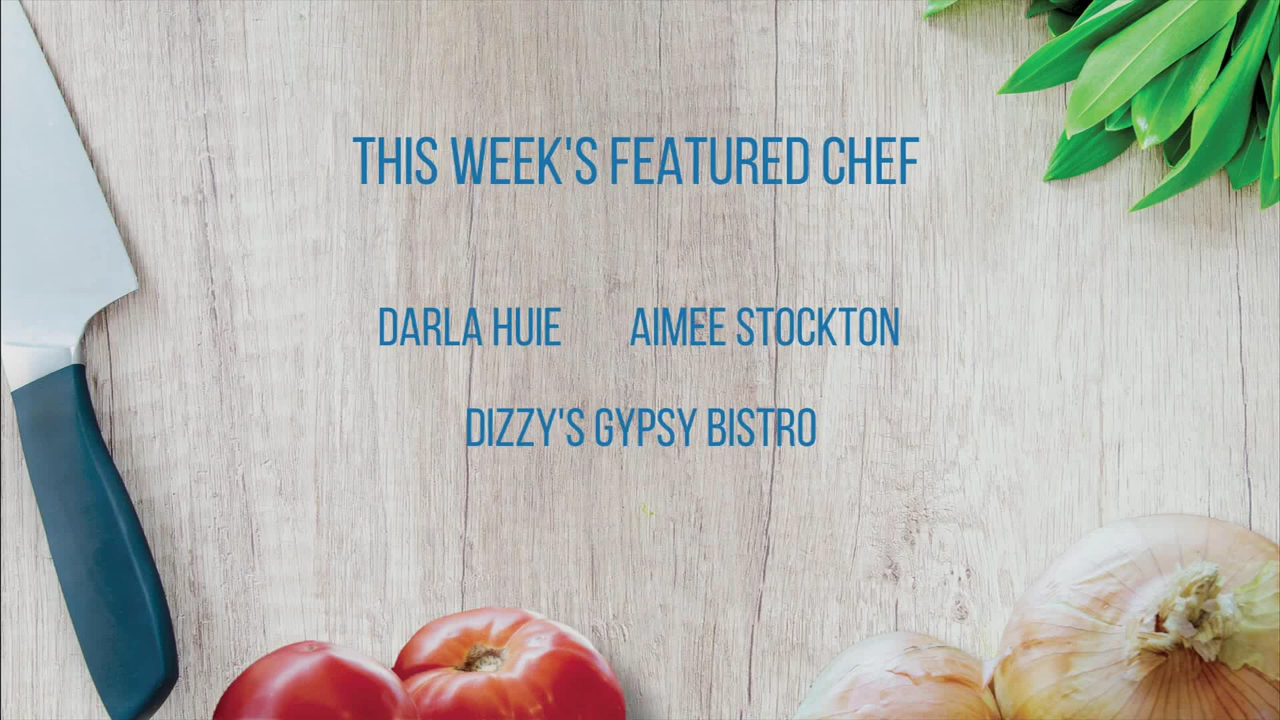 THIS WEEK'S FEATURED CHEF
DARLA HUIE AIMEE STOCKTON
DIZZY'S GYPSY BISTRO